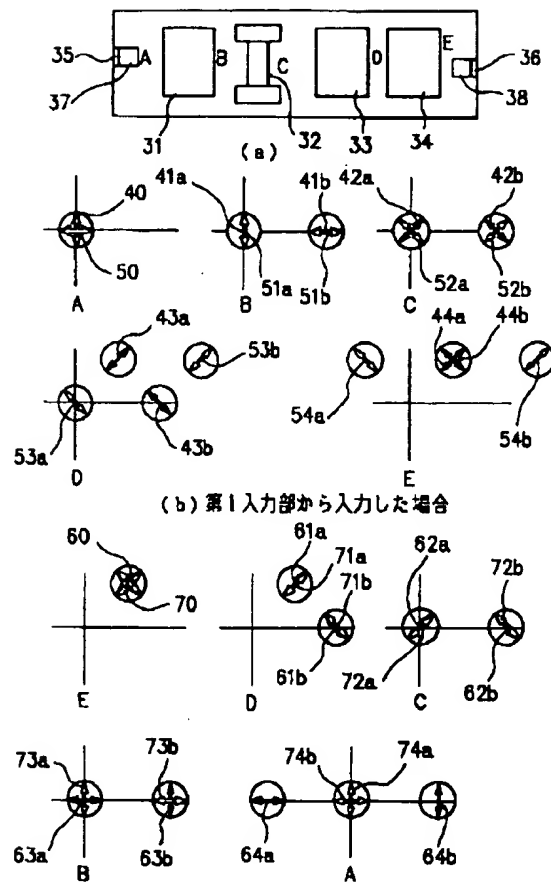 35 A B C D E 36
37 38
31 32 33 34
(a)
40 41a 41b 42a 42b
50 51a 51b 52a 52b
A B C
43a 53b 44a 44b
53a 43b 54a 54b
D E
(b) 第1入力部から入力した場合
60 61a 71a 71b 62a 72b
70 61b 72a 62b
E D C
73a 73b 74b 74a
63a 63b 64a 64b
B A